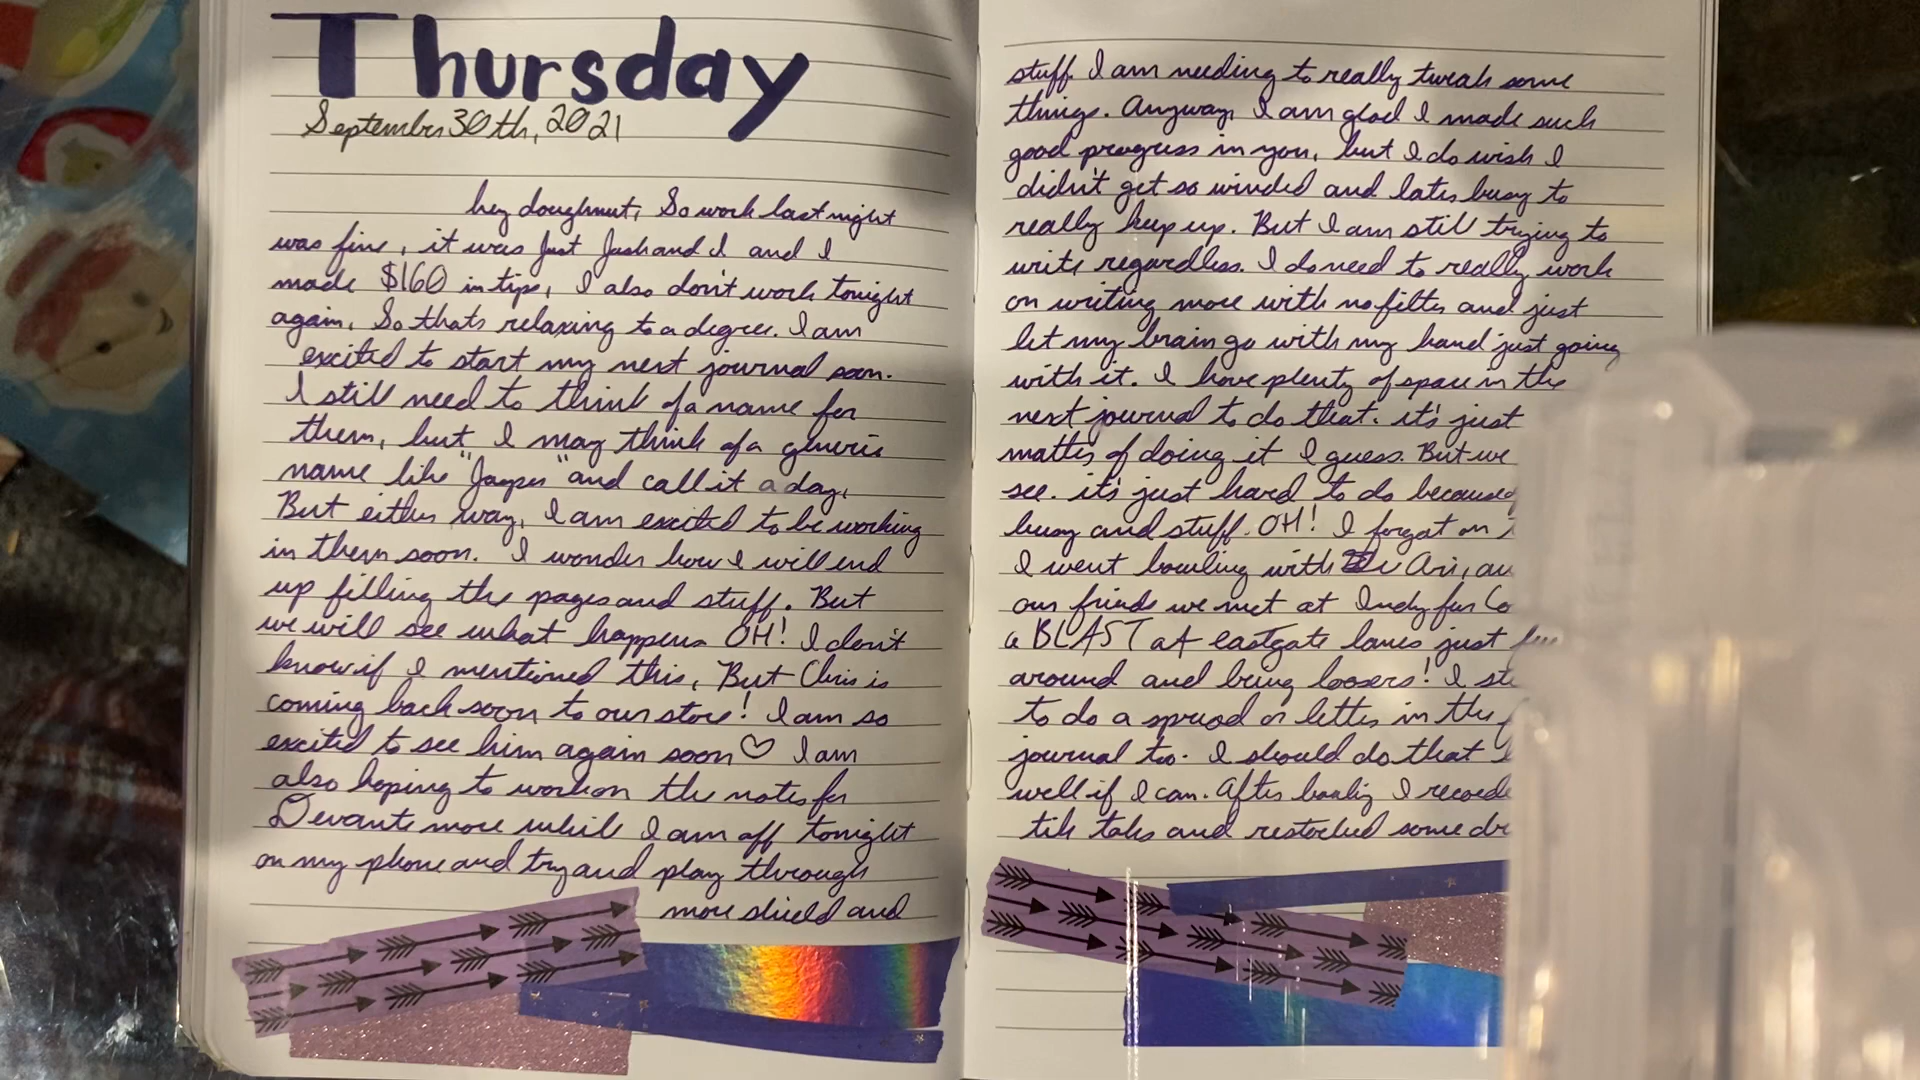 Thursday
September 30th, 2021
hey doughnut, So work last night
was fine, it was Just Josh and I and I
made $160 in tips, I also don't work tonight
again, So thats relaxing to a degree. I am
excited to start my next journal soon.
I still need to think of a name for
them, but I may think of a generic
name like "Jasper" and call it a day,
But either way, I am excited to be working
in them soon. I wonder how I will end
up filling the pages and stuff. But
we will see what happens OH! I don't
know if I mentioned this, But Chris is
coming back soon to our store! I am so
excited to see him again soon♡ I am
also hoping to work on the notes for
Devante more while I am off tonight
on my phone and try and play through
more shield and
stuff. I am needing to really tweak some
things. Anyway, I am glad I made such
good progress in you, but I do wish I
didn't get so winded and later busy to
really keep up. But I am still trying to
write regardless. I do need to really work
on writing more with no filter and just
let my brain go with my hand just going
with it. I have plenty of space in the
next journal to do that. it's just
matter of doing it I guess. But we
see. it's just hard to do because
busy and stuff. OH! I forgot on
I went bowling with Ari,
our friends we met at Indyfur Co
a BLAST at eastgate lanes just
around and being loosers! I
to do a spread or letter in the
journal too. I should do that
well if I can. After bowling I
tik toks and restocked some